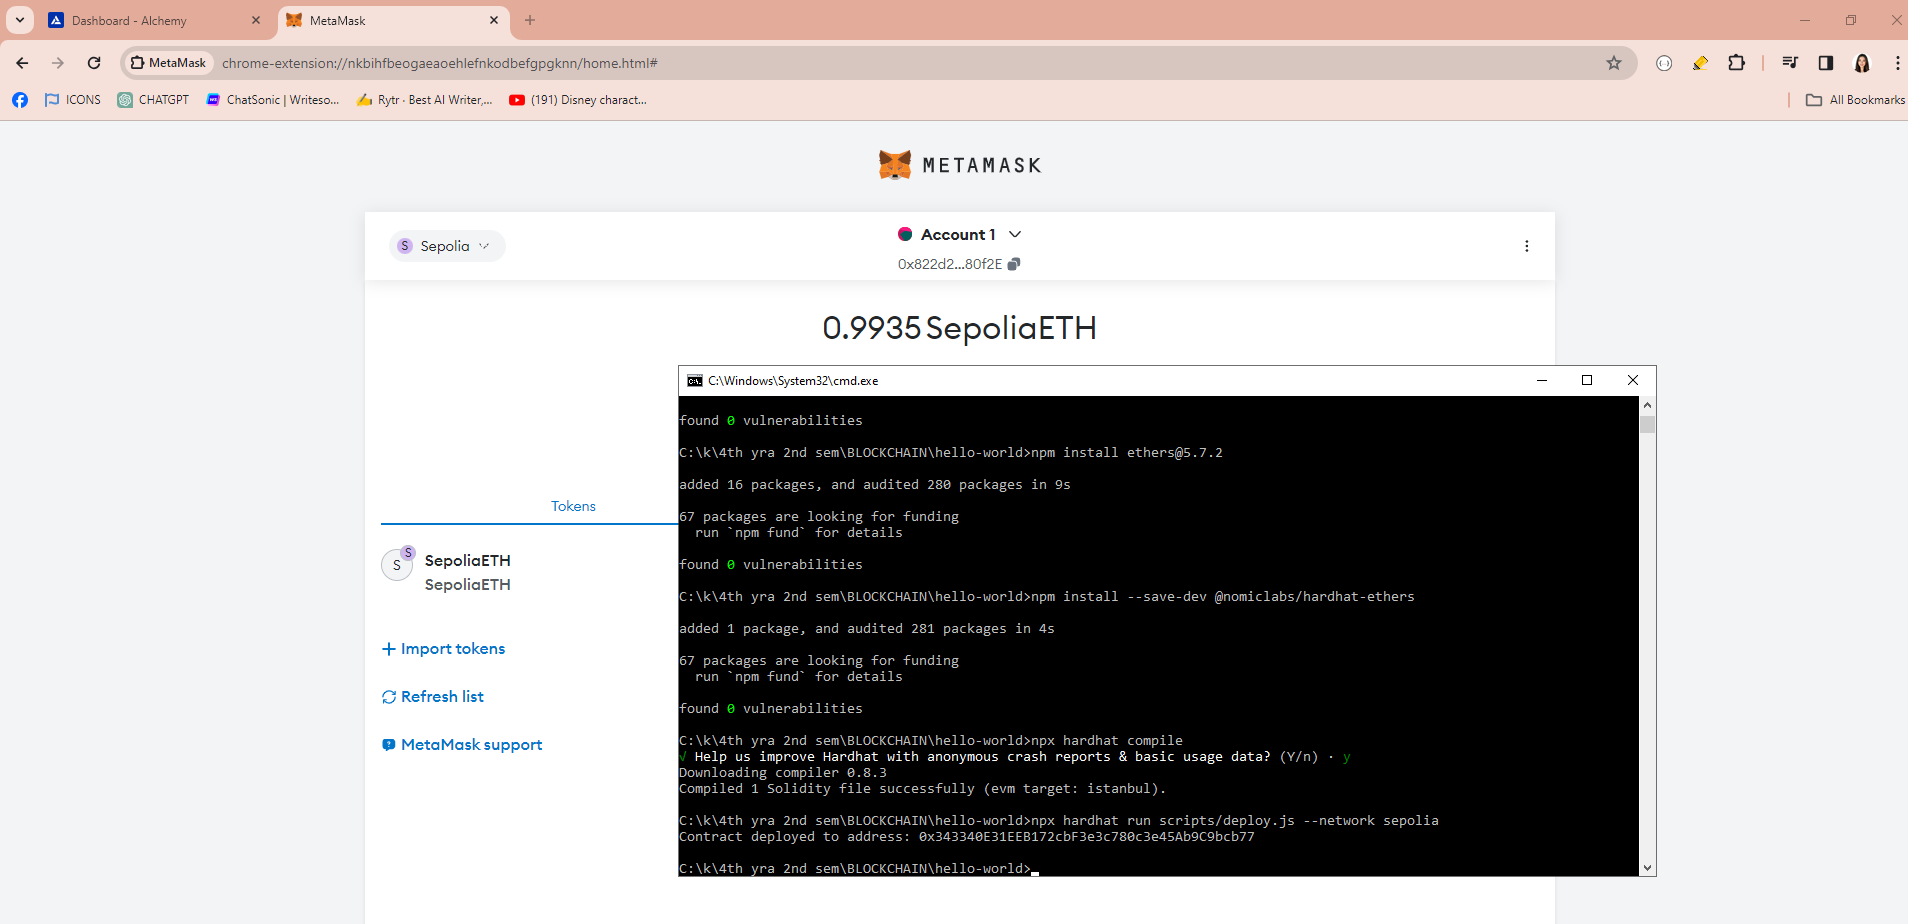 Dashboard - Alchemy
MetaMask
MetaMask
chrome-extension://nkbihfbeogaeaoehlefnkodbefgpgknn/home.html#
ICONS
CHATGPT
ChatSonic | Writeso...
Rytr · Best AI Writer,...
(191) Disney charact...
All Bookmarks
METAMASK
S Sepolia
Account 1
0x822d2...80f2E
0.9935 SepoliaETH
C:\Windows\System32\cmd.exe
found 0 vulnerabilities
C:\k\4th yra 2nd sem\BLOCKCHAIN\hello-world>npm install ethers@5.7.2
added 16 packages, and audited 280 packages in 9s
67 packages are looking for funding
run `npm fund` for details
found 0 vulnerabilities
C:\k\4th yra 2nd sem\BLOCKCHAIN\hello-world>npm install --save-dev @nomiclabs/hardhat-ethers
added 1 package, and audited 281 packages in 4s
67 packages are looking for funding
run `npm fund` for details
found 0 vulnerabilities
C:\k\4th yra 2nd sem\BLOCKCHAIN\hello-world>npx hardhat compile
√ Help us improve Hardhat with anonymous crash reports & basic usage data? (Y/n) · y
Downloading compiler 0.8.3
Compiled 1 Solidity file successfully (evm target: istanbul).
C:\k\4th yra 2nd sem\BLOCKCHAIN\hello-world>npx hardhat run scripts/deploy.js --network sepolia
Contract deployed to address: 0x343340E31EEB172cbF3e3c780c3e45Ab9C9bcb77
C:\k\4th yra 2nd sem\BLOCKCHAIN\hello-world>
Tokens
S
S
SepoliaETH
SepoliaETH
Import tokens
Refresh list
MetaMask support